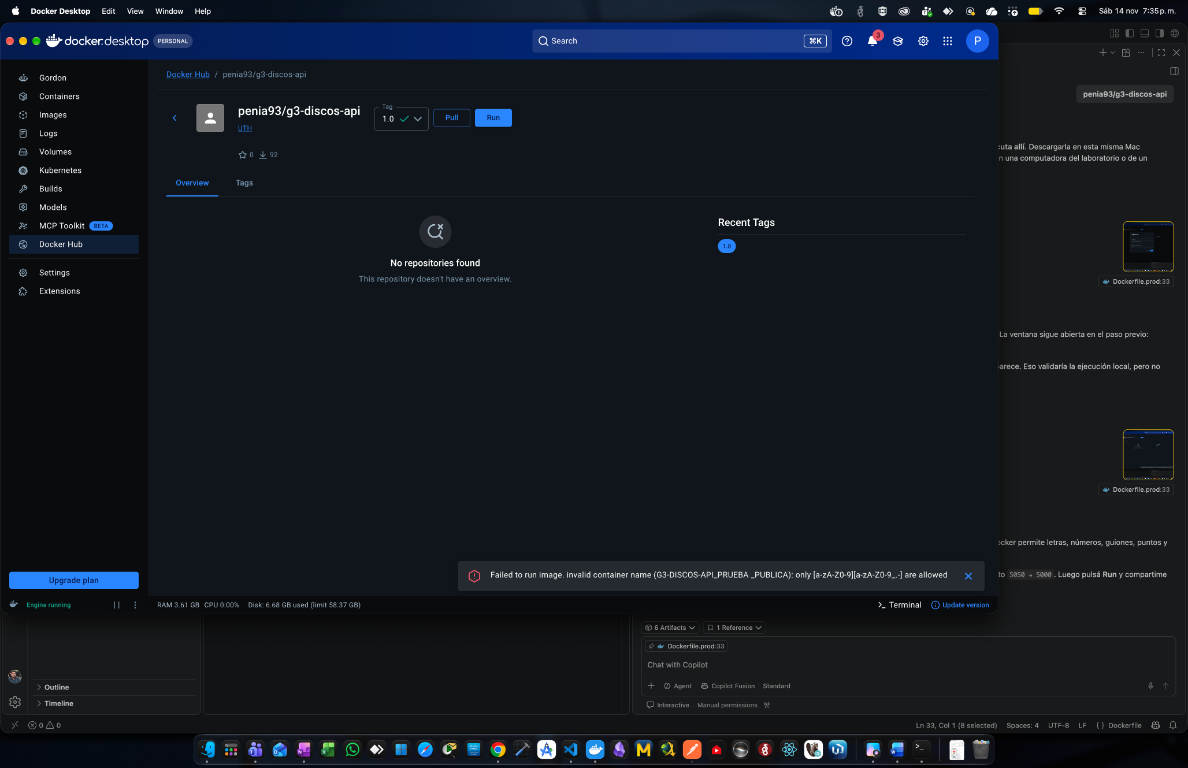 Docker Desktop Edit View Window Help
Sáb 14 nov 7:35 p.m.
docker.desktop PERSONAL
Search ⌘K
3
P
Gordon
Containers
Images
Logs
Volumes
Kubernetes
Builds
Models
MCP Toolkit BETA
Docker Hub
Settings
Extensions
Upgrade plan
Engine running
Docker Hub / penia93/g3-discos-api
penia93/g3-discos-api
UTH
Tag
1.0
Pull
Run
0 92
Overview
Tags
No repositories found
This repository doesn't have an overview.
Recent Tags
1.0
Failed to run image. invalid container name (G3-DISCOS-API_PRUEBA _PUBLICA): only [a-zA-Z0-9][a-zA-Z0-9_.-] are allowed
RAM 3.61 GB CPU 0.00% Disk: 6.68 GB used (limit 58.37 GB)
Terminal
Update version
penia93/g3-discos-api
cuta allí. Descargarla en esta misma Mac
n una computadora del laboratorio o de un
Dockerfile.prod:33
La ventana sigue abierta en el paso previo:
parece. Eso validaría la ejecución local, pero no
Dockerfile.prod:33
ocker permite letras, números, guiones, puntos y
to 5050 → 5000. Luego pulsá Run y compartime
6 Artifacts
1 Reference
Dockerfile.prod:33
Chat with Copilot
Agent
Copilot Fusion
Standard
Interactive
Manual permissions
Outline
Timeline
0 0
Ln 33, Col 1 (8 selected) Spaces: 4 UTF-8 LF { } Dockerfile